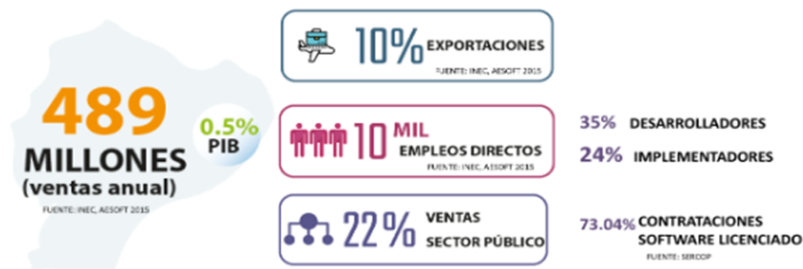 489
MILLONES
(ventas anual)
FUENTE: INEC, AESOFT 2015
0.5%
PIB
10% EXPORTACIONES
FUENTE: INEC, AESOFT 2015
10 MIL
EMPLEOS DIRECTOS
FUENTE: INEC, AESOFT 2015
35% DESARROLLADORES
24% IMPLEMENTADORES
22% VENTAS
SECTOR PÚBLICO
73.04% CONTRATACIONES
SOFTWARE LICENCIADO
FUENTE: SERCOP